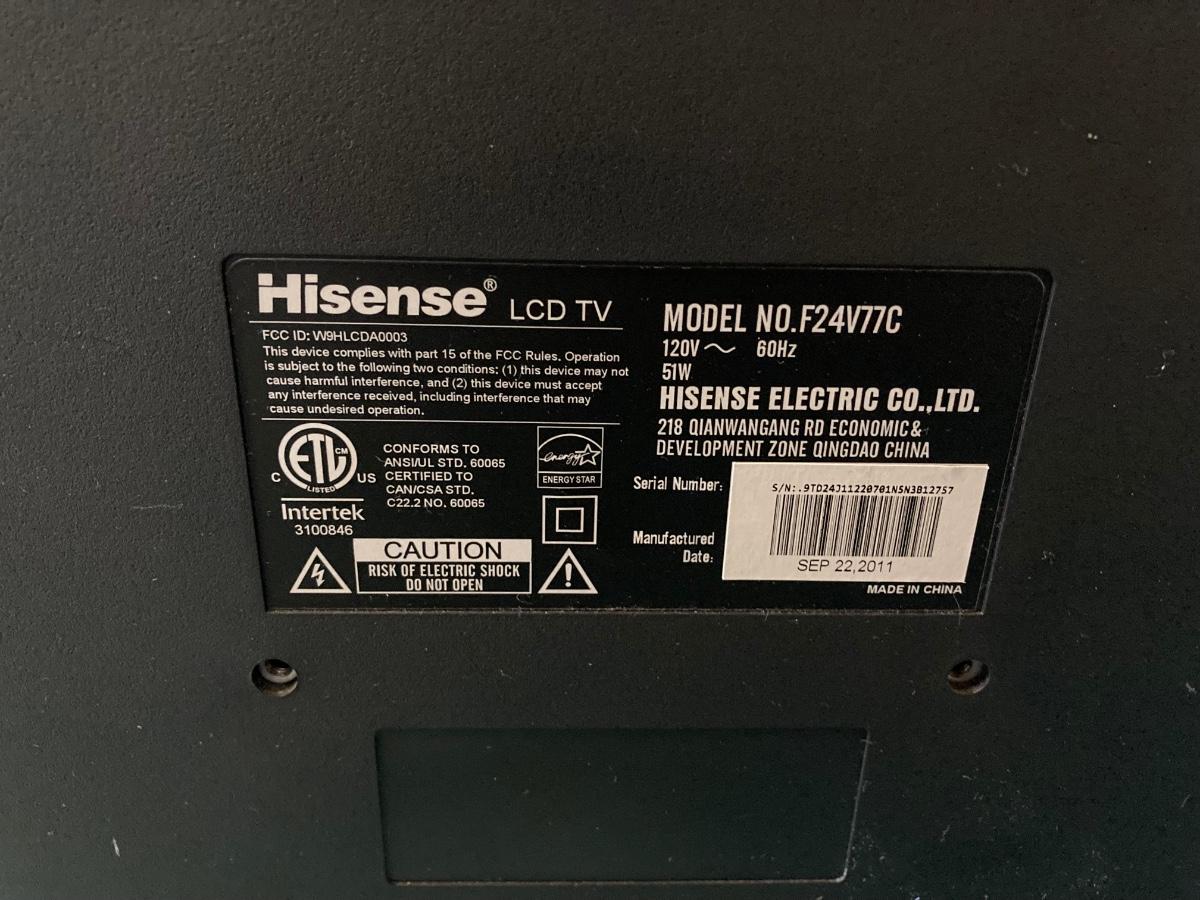 Hisense® LCD TV
FCC ID: W9HLCDA0003
This device complies with part 15 of the FCC Rules. Operation
is subject to the following two conditions: (1) this device may not
cause harmful interference, and (2) this device must accept
any interference received, including interference that may
cause undesired operation.
ETL CM
C US
LISTED
Intertek
3100846
CONFORMS TO
ANSI/UL STD. 60065
CERTIFIED TO
CAN/CSA STD.
C22.2 NO. 60065
energy
ENERGY STAR
CAUTION
RISK OF ELECTRIC SHOCK
DO NOT OPEN
MODEL NO.F24V77C
120V～ 60Hz
51W
HISENSE ELECTRIC CO.,LTD.
218 QIANWANGANG RD ECONOMIC&
DEVELOPMENT ZONE QINGDAO CHINA
Serial Number:
S/N:.9TD24J11220701N5N3B12757
Manufactured
Date:
SEP 22,2011
MADE IN CHINA